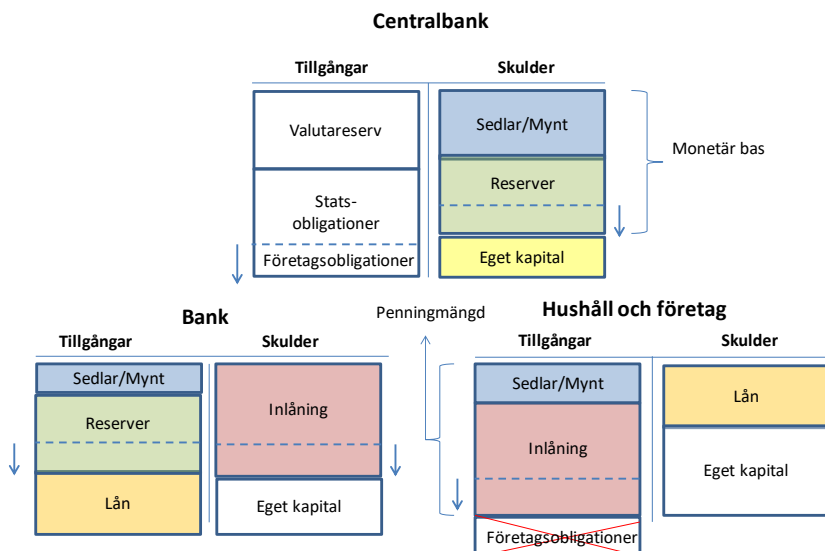 Centralbank
Tillgångar
Skulder
Valutareserv
Sedlar/Mynt
Monetär bas
Reserver
Stats-
obligationer
Företagsobligationer
Eget kapital
Bank
Penningmängd
Hushåll och företag
Tillgångar
Skulder
Tillgångar
Skulder
Sedlar/Mynt
Inlåning
Sedlar/Mynt
Lån
Reserver
Inlåning
Eget kapital
Lån
Eget kapital
Företagsobligationer